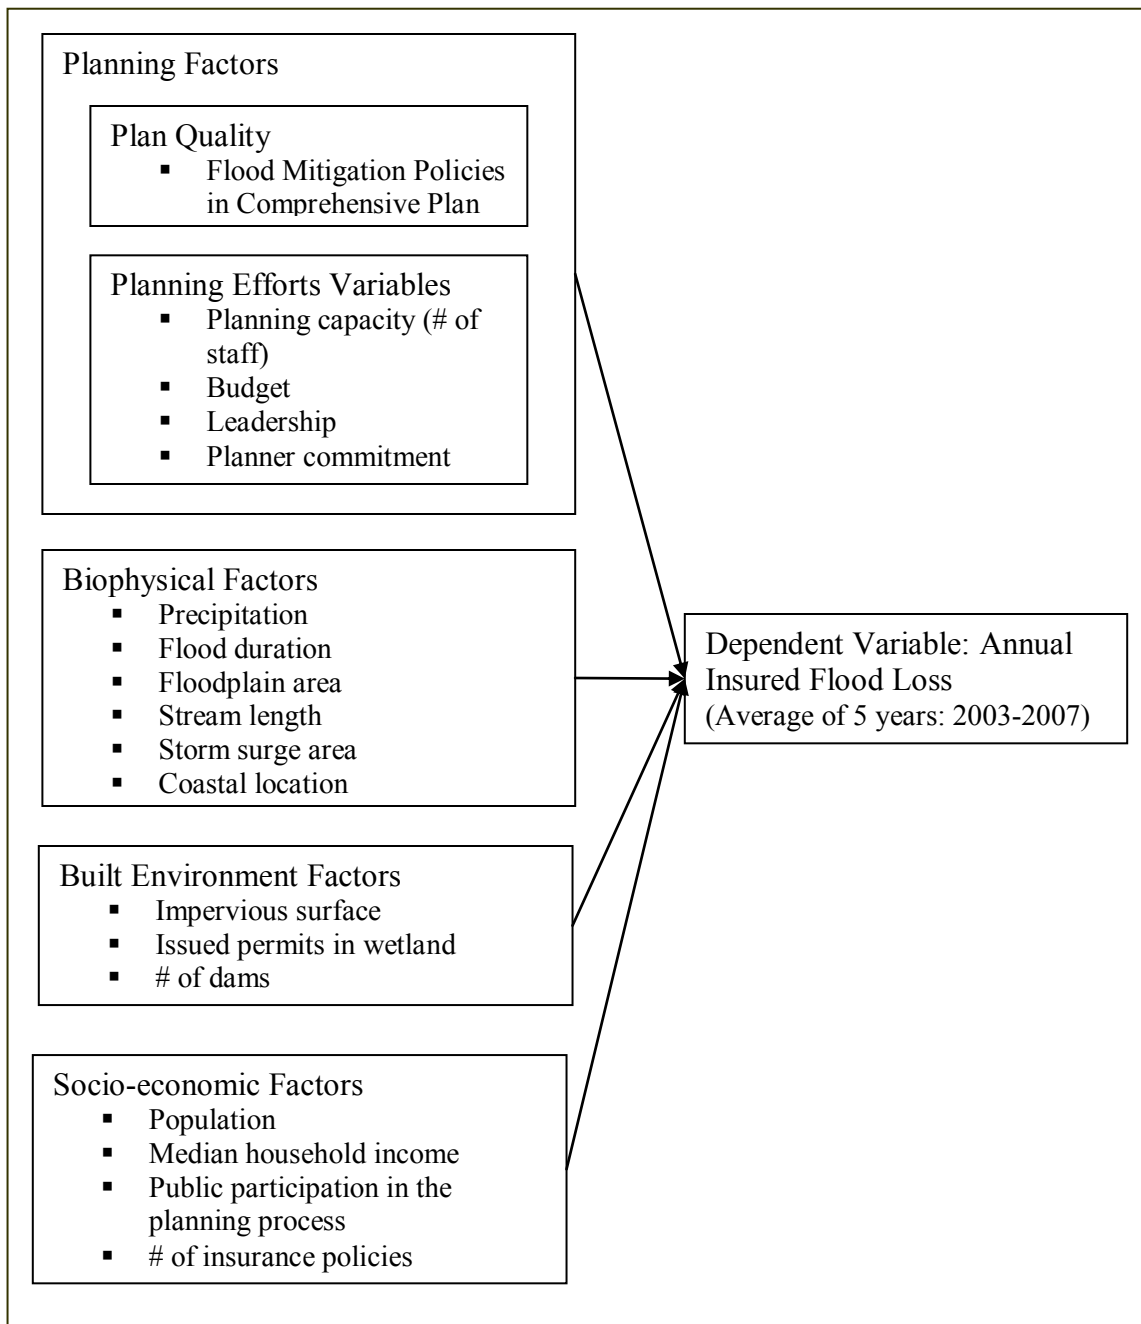 Planning Factors
Plan Quality
▪ Flood Mitigation Policies
in Comprehensive Plan
Planning Efforts Variables
▪ Planning capacity (# of
staff)
▪ Budget
▪ Leadership
▪ Planner commitment
Biophysical Factors
▪ Precipitation
▪ Flood duration
▪ Floodplain area
▪ Stream length
▪ Storm surge area
▪ Coastal location
Dependent Variable: Annual
Insured Flood Loss
(Average of 5 years: 2003-2007)
Built Environment Factors
▪ Impervious surface
▪ Issued permits in wetland
▪ # of dams
Socio-economic Factors
▪ Population
▪ Median household income
▪ Public participation in the
planning process
▪ # of insurance policies